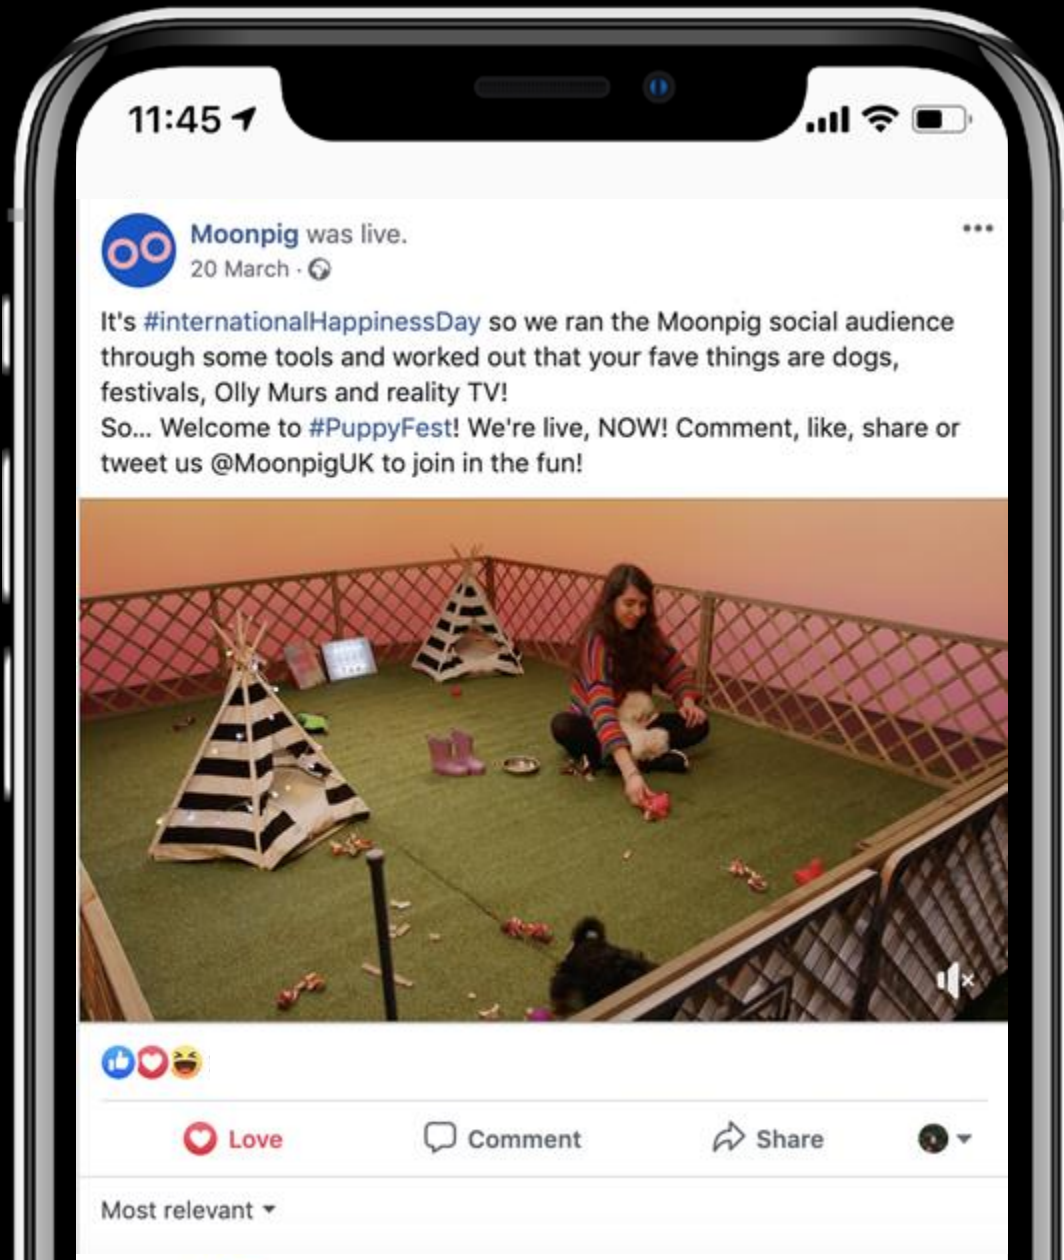 11:45
Moonpig was live.
20 March ·
It's #internationalHappinessDay so we ran the Moonpig social audience
through some tools and worked out that your fave things are dogs,
festivals, Olly Murs and reality TV!
So... Welcome to #PuppyFest! We're live, NOW! Comment, like, share or
tweet us @MoonpigUK to join in the fun!
Love Comment Share
Most relevant